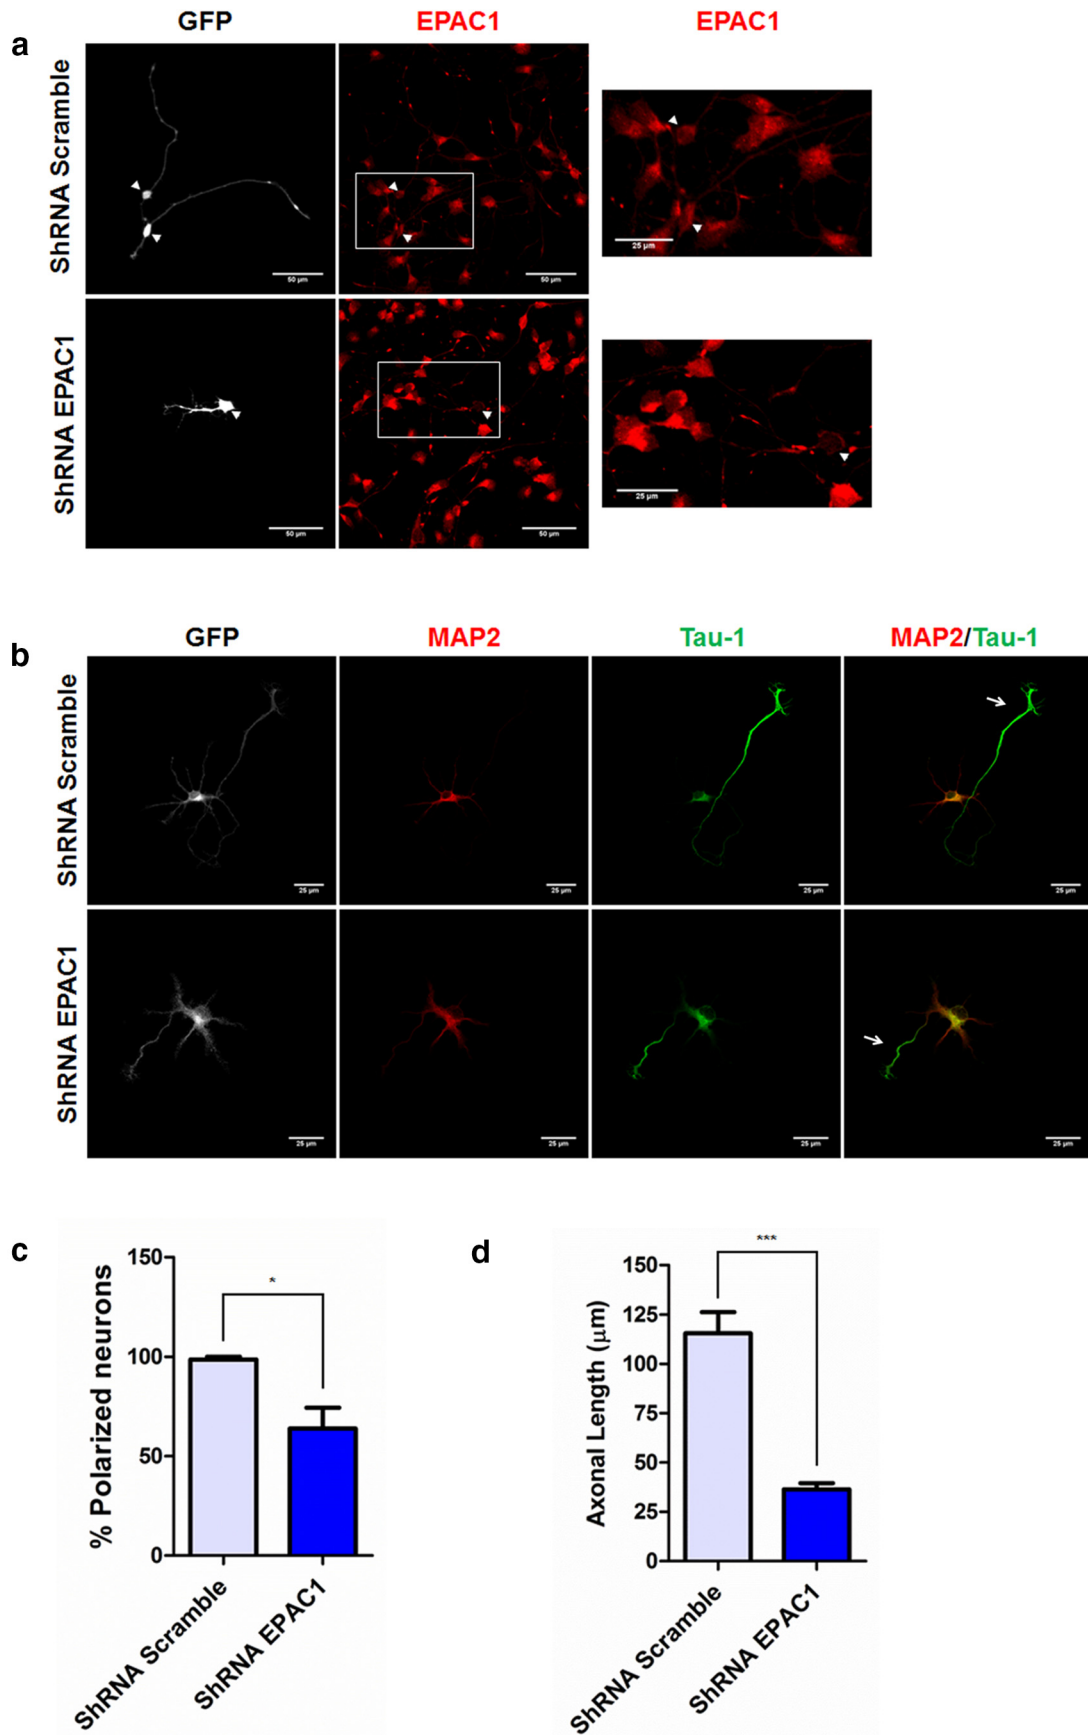 GFP EPAC1 EPAC1
a
ShRNA Scramble
50 μm 50 μm 25 μm
ShRNA EPAC1
50 μm 50 μm 25 μm
GFP MAP2 Tau-1 MAP2/Tau-1
b
ShRNA Scramble
25 μm 25 μm 25 μm 25 μm
ShRNA EPAC1
25 μm 25 μm 25 μm 25 μm
c
% Polarized neurons
150
100
50
0
*
ShRNA Scramble
ShRNA EPAC1
d
Axonal Length (μm)
150
125
100
75
50
25
0
***
ShRNA Scramble
ShRNA EPAC1